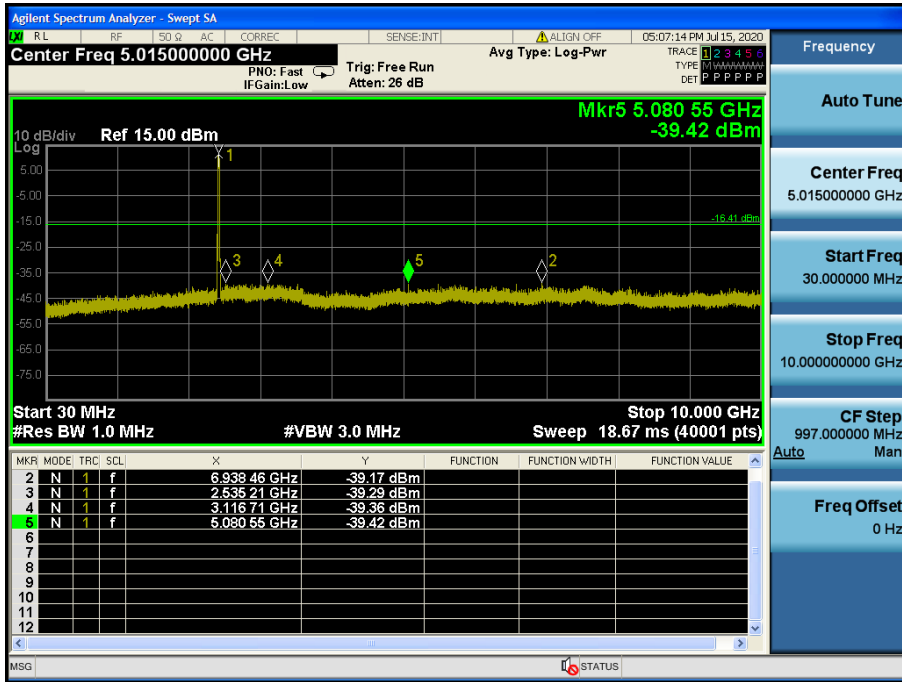 Agilent Spectrum Analyzer - Swept SA
LXI RL RF 50 Ω AC CORREC SENSE:INT ALIGN OFF 05:07:14 PM Jul 15, 2020
Center Freq 5.015000000 GHz
PNO: Fast
IFGain:Low
Trig: Free Run
Atten: 26 dB
Avg Type: Log-Pwr
TRACE 1 2 3 4 5 6
TYPE M WWWWW
DET P P P P P P
Mkr5 5.080 55 GHz
-39.42 dBm
10 dB/div Ref 15.00 dBm
Log
5.00
-5.00
-15.0
-25.0
-35.0
-45.0
-55.0
-65.0
-75.0
1
3
4
5
2
-16.41 dBm
Start 30 MHz Stop 10.000 GHz
#Res BW 1.0 MHz #VBW 3.0 MHz Sweep 18.67 ms (40001 pts)
MKR MODE TRC SCL X Y FUNCTION FUNCTION WIDTH FUNCTION VALUE
2 N 1 f 6.938 46 GHz -39.17 dBm
3 N 1 f 2.535 21 GHz -39.29 dBm
4 N 1 f 3.116 71 GHz -39.36 dBm
5 N 1 f 5.080 55 GHz -39.42 dBm
6
7
8
9
10
11
12
MSG STATUS
Frequency
Auto Tune
Center Freq
5.015000000 GHz
Start Freq
30.000000 MHz
Stop Freq
10.000000000 GHz
CF Step
997.000000 MHz
Auto Man
Freq Offset
0 Hz